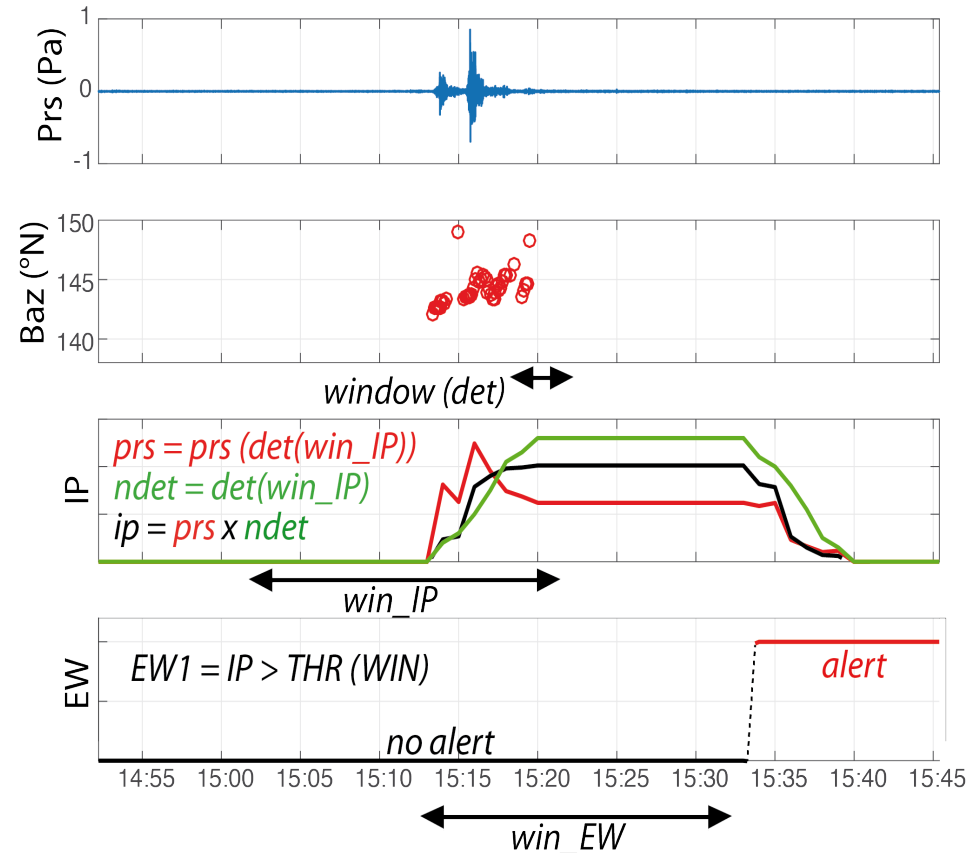 Prs (Pa)
1
0
-1
Baz (°N)
150
145
140
window (det)
IP
prs = prs (det(win_IP))
ndet = det(win_IP)
ip = prs x ndet
win_IP
EW
EW1 = IP > THR (WIN)
alert
no alert
14:55 15:00 15:05 15:10 15:15 15:20 15:25 15:30 15:35 15:40 15:45
win_EW